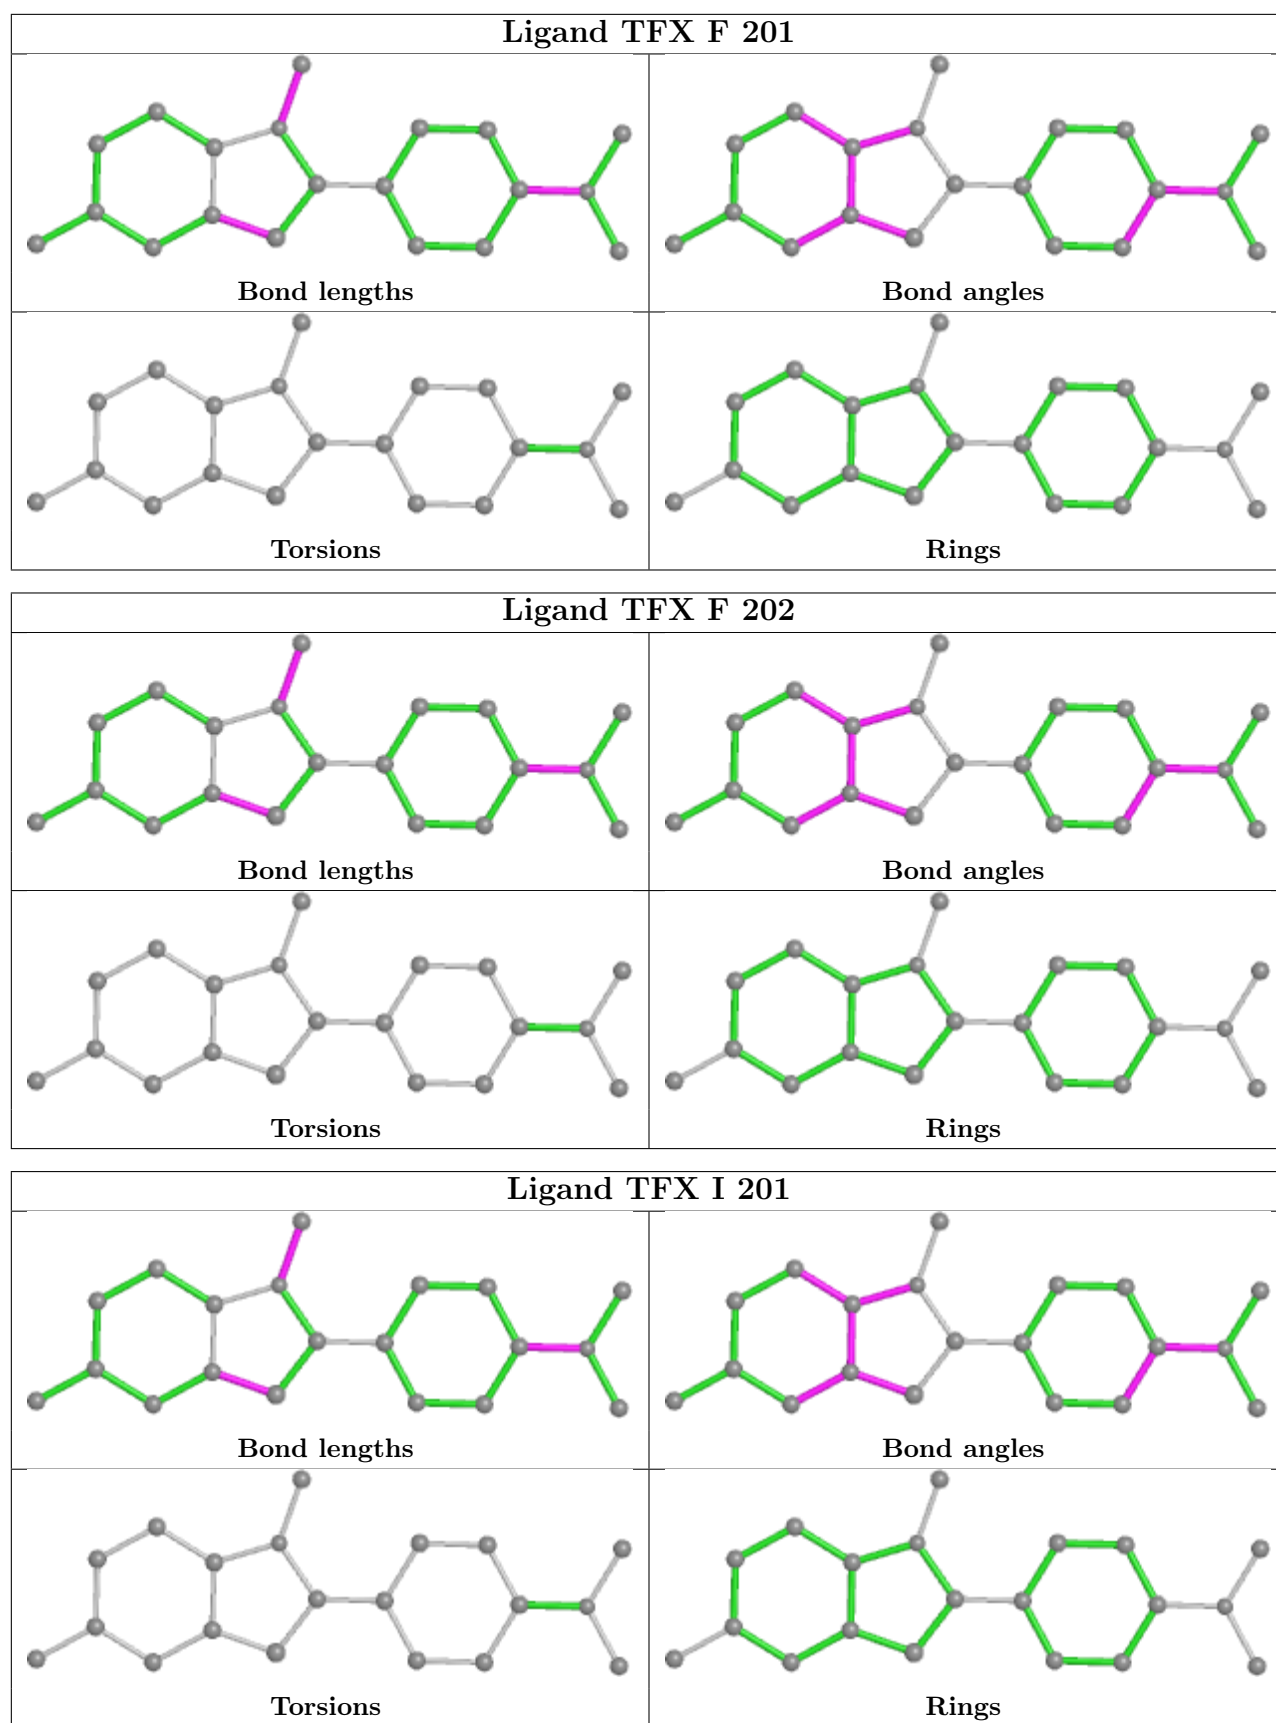 Ligand TFX F 201
Bond lengths
Bond angles
Torsions
Rings
Ligand TFX F 202
Bond lengths
Bond angles
Torsions
Rings
Ligand TFX I 201
Bond lengths
Bond angles
Torsions
Rings